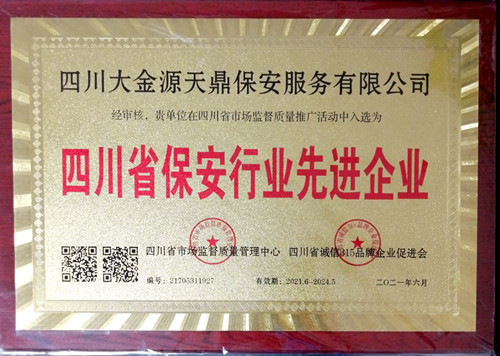 四川大金源天鼎保安服务有限公司
经审核，贵单位在四川省市场监督质量推广活动中入选为
四川省保安行业先进企业
四川省市场监督质量管理中心 四川省诚信315品牌企业促进会
编号：21705311927 有效期：2021.6-2024.5 二〇二一年六月